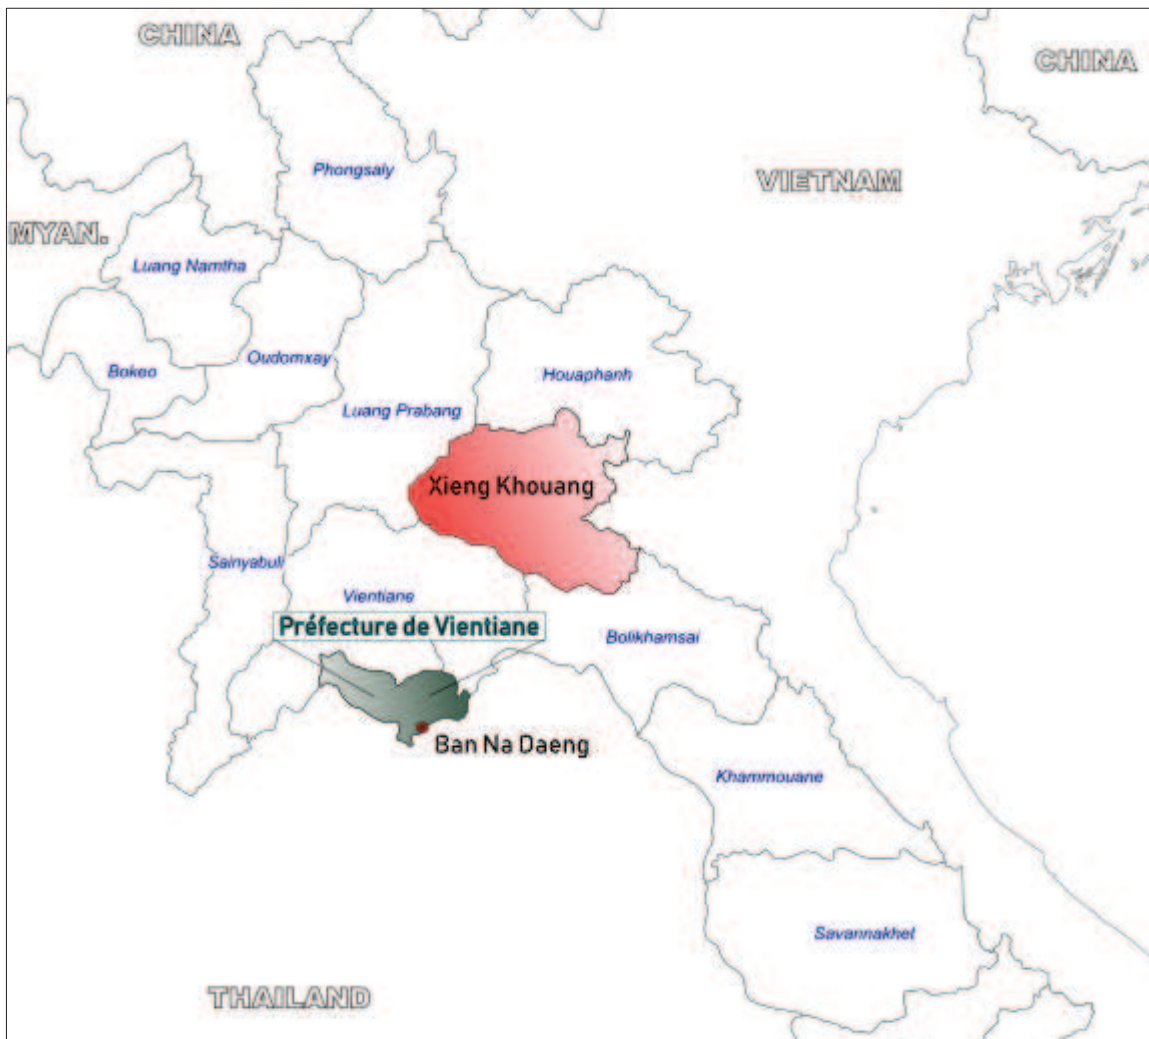 CHINA
CHINA
Phongsaly
VIETNAM
MYAN.
Luang Namtha
Oudomxay
Bokeo
Houaphanh
Luang Prabang
Xieng Khouang
Sainyabuli
Vientiane
Préfecture de Vientiane
Bolikhamsai
Ban Na Daeng
Khammouane
Savannakhet
THAILAND